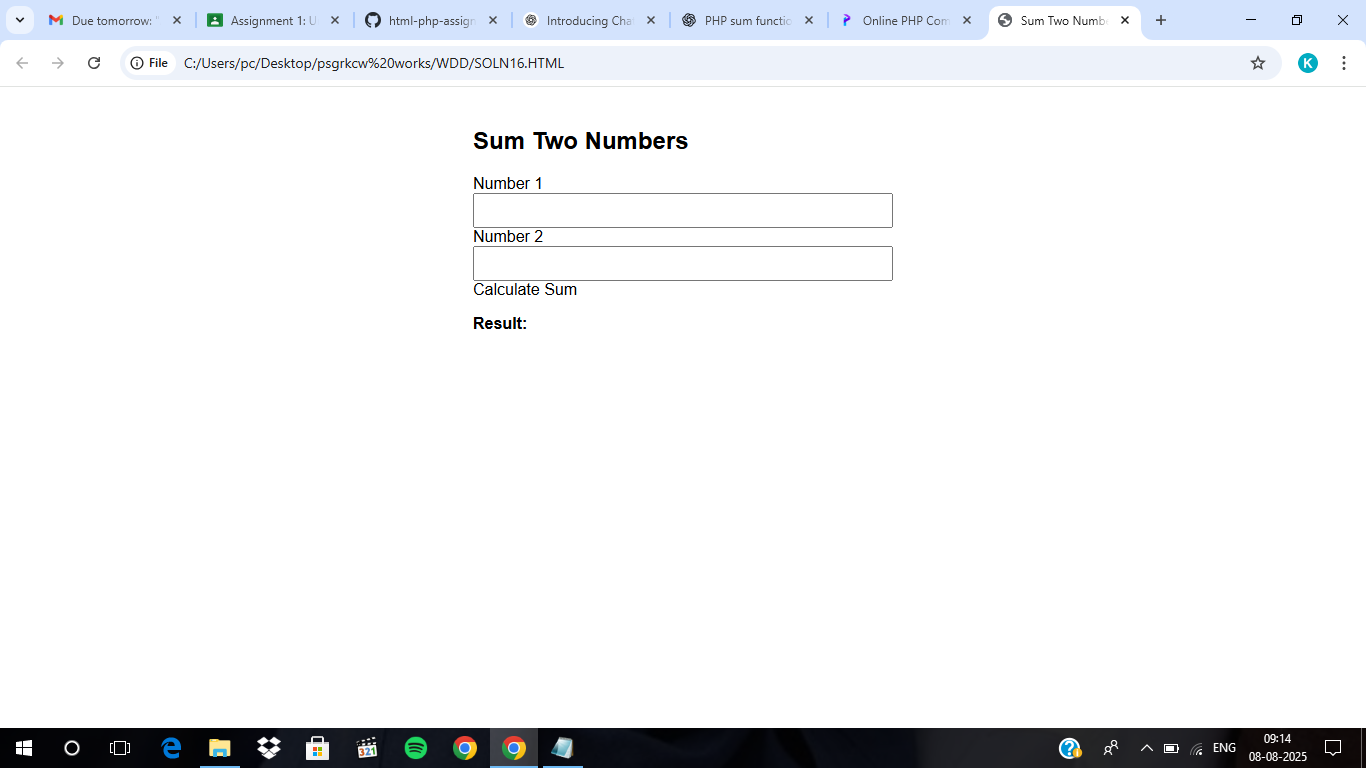 Due tomorrow: "
Assignment 1: U
html-php-assign
Introducing Cha
PHP sum functio
Online PHP Com
Sum Two Numbe
File
C:/Users/pc/Desktop/psgrkcw%20works/WDD/SOLN16.HTML
K
Sum Two Numbers
Number 1
Number 2
Calculate Sum
Result:
321
ENG
09:14
08-08-2025